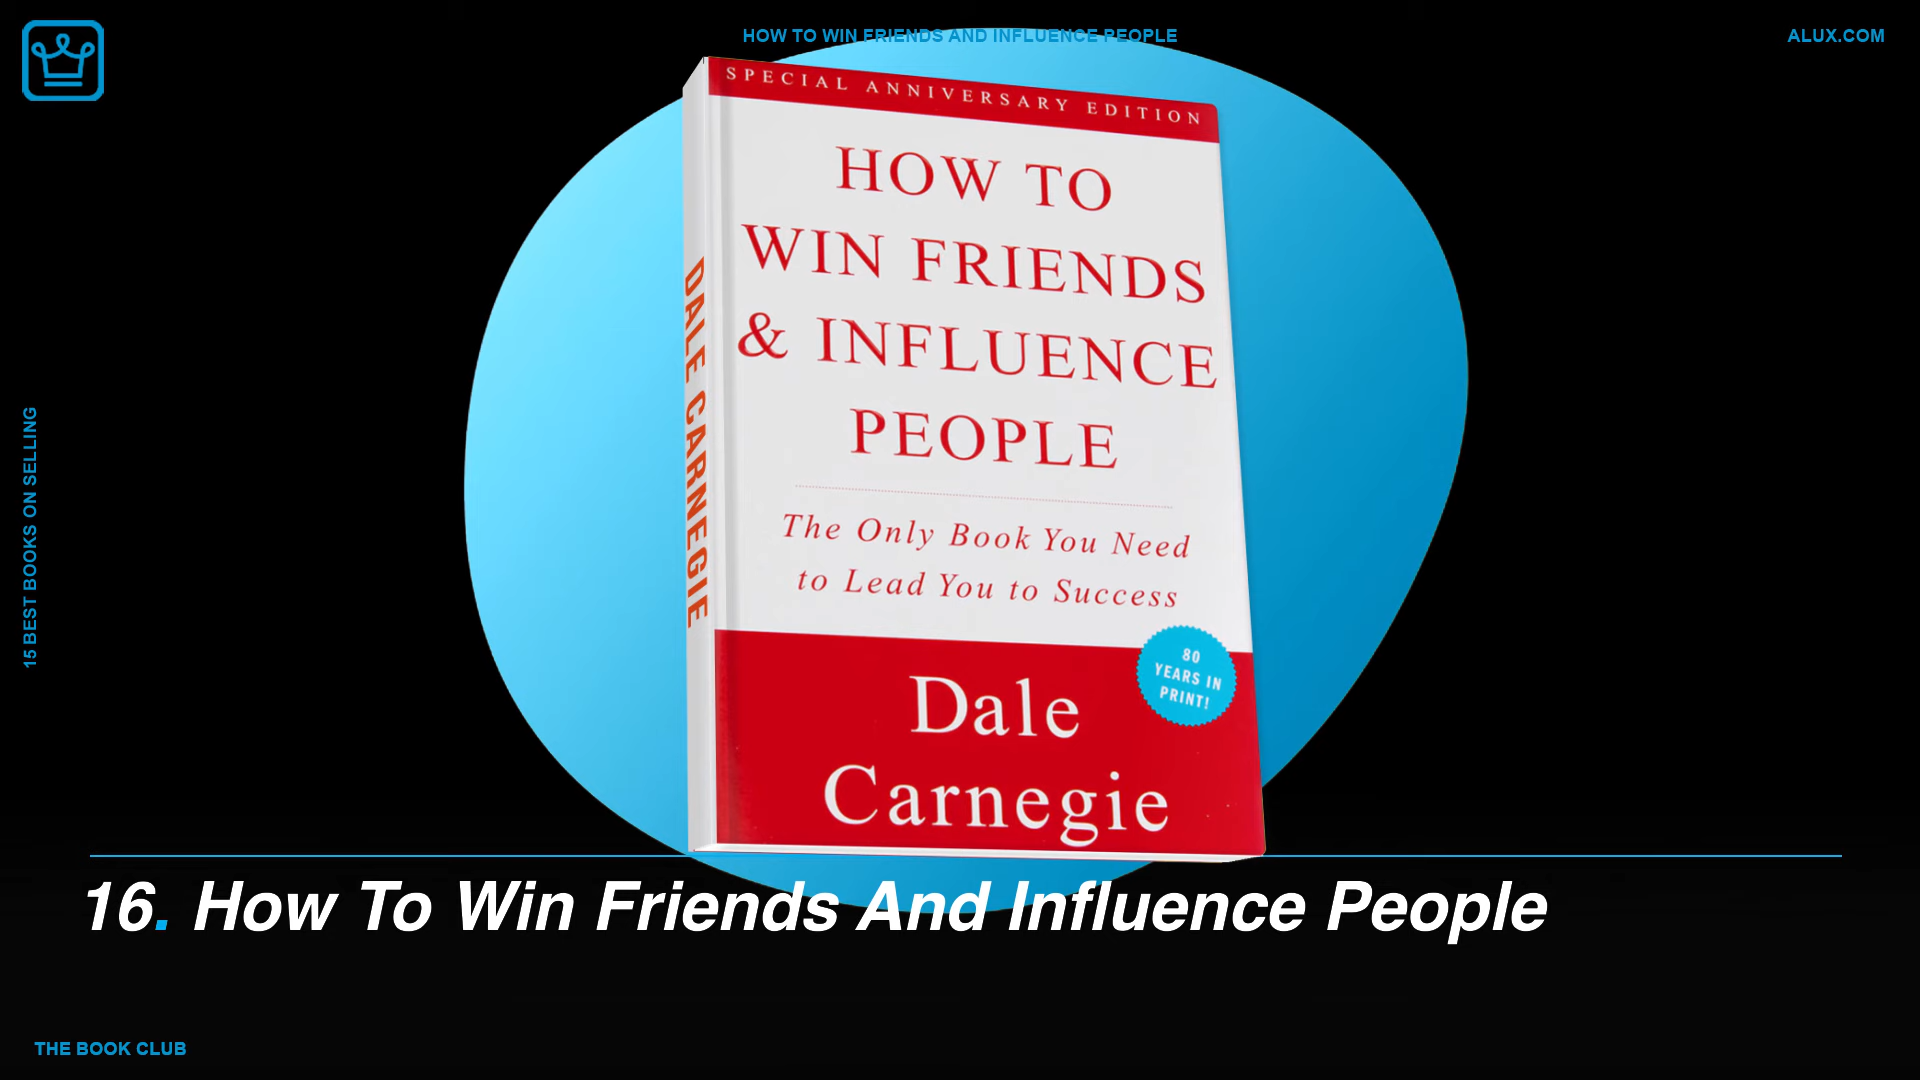 HOW TO WIN FRIENDS AND INFLUENCE PEOPLE
ALUX.COM
SPECIAL ANNIVERSARY EDITION
HOW TO
WIN FRIENDS
& INFLUENCE
PEOPLE
The Only Book You Need
to Lead You to Success
80
YEARS IN
PRINT!
Dale
Carnegie
DALE CARNEGIE
15 BEST BOOKS ON SELLING
16. How To Win Friends And Influence People
THE BOOK CLUB